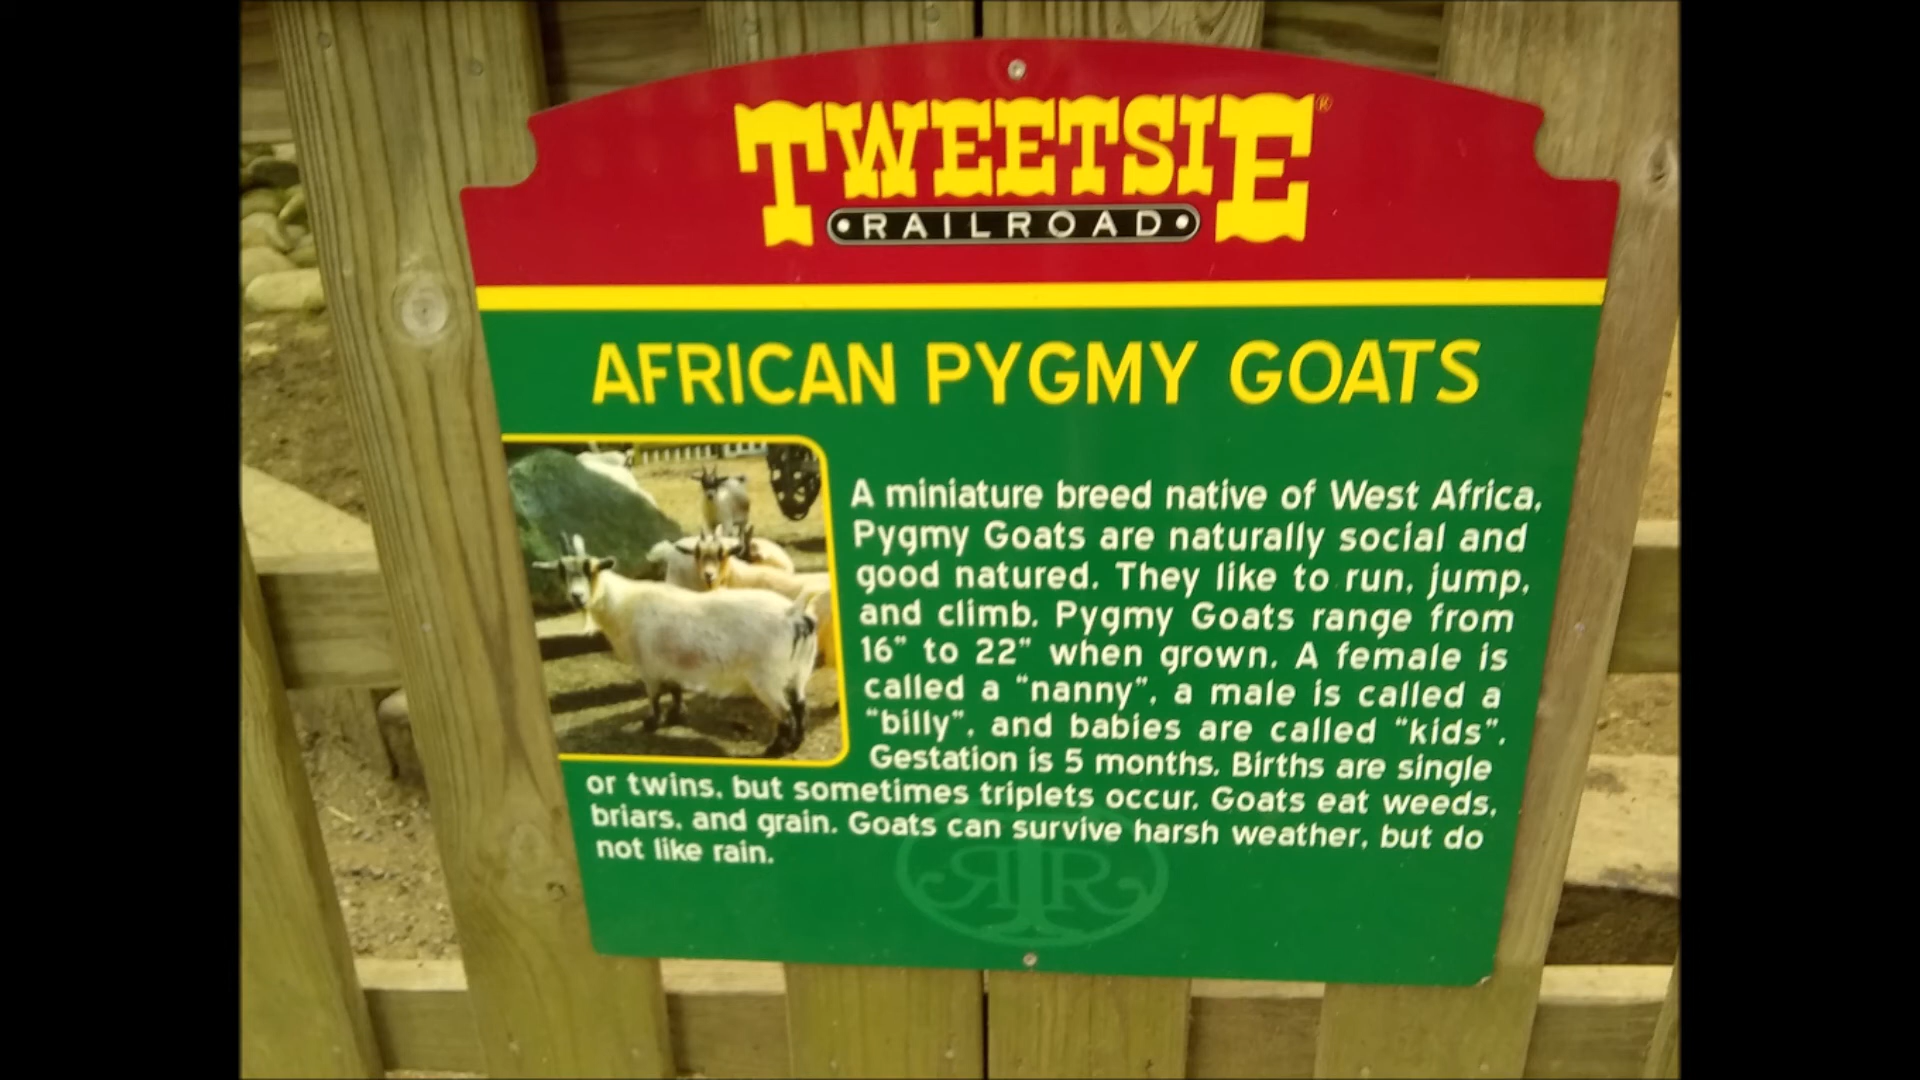 TWEETSIE®
RAILROAD
AFRICAN PYGMY GOATS
A miniature breed native of West Africa,
Pygmy Goats are naturally social and
good natured. They like to run, jump,
and climb. Pygmy Goats range from
16” to 22” when grown. A female is
called a “nanny”, a male is called a
“billy”, and babies are called “kids”.
Gestation is 5 months. Births are single
or twins, but sometimes triplets occur. Goats eat weeds,
briars, and grain. Goats can survive harsh weather, but do
not like rain.
RTR